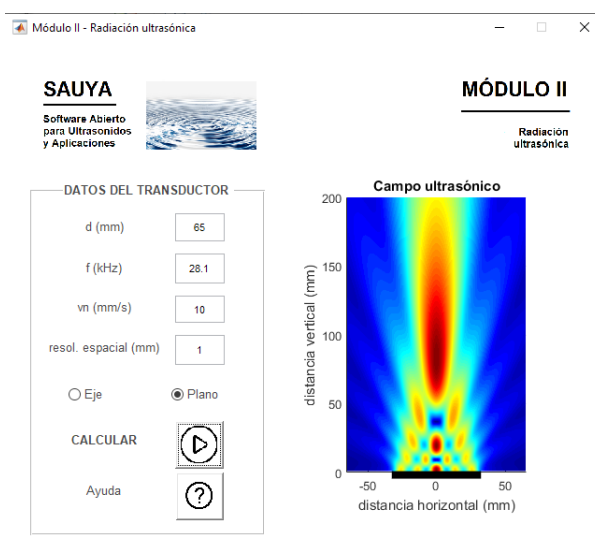 Módulo II - Radiación ultrasónica
SAUYA
Software Abierto
para Ultrasonidos
y Aplicaciones
MÓDULO II
Radiación
ultrasónica
DATOS DEL TRANSDUCTOR
d (mm)
65
f (kHz)
28.1
vn (mm/s)
10
resol. espacial (mm)
1
Eje
Plano
CALCULAR
Ayuda
?
Campo ultrasónico
200
150
100
50
0
distancia vertical (mm)
-50
0
50
distancia horizontal (mm)